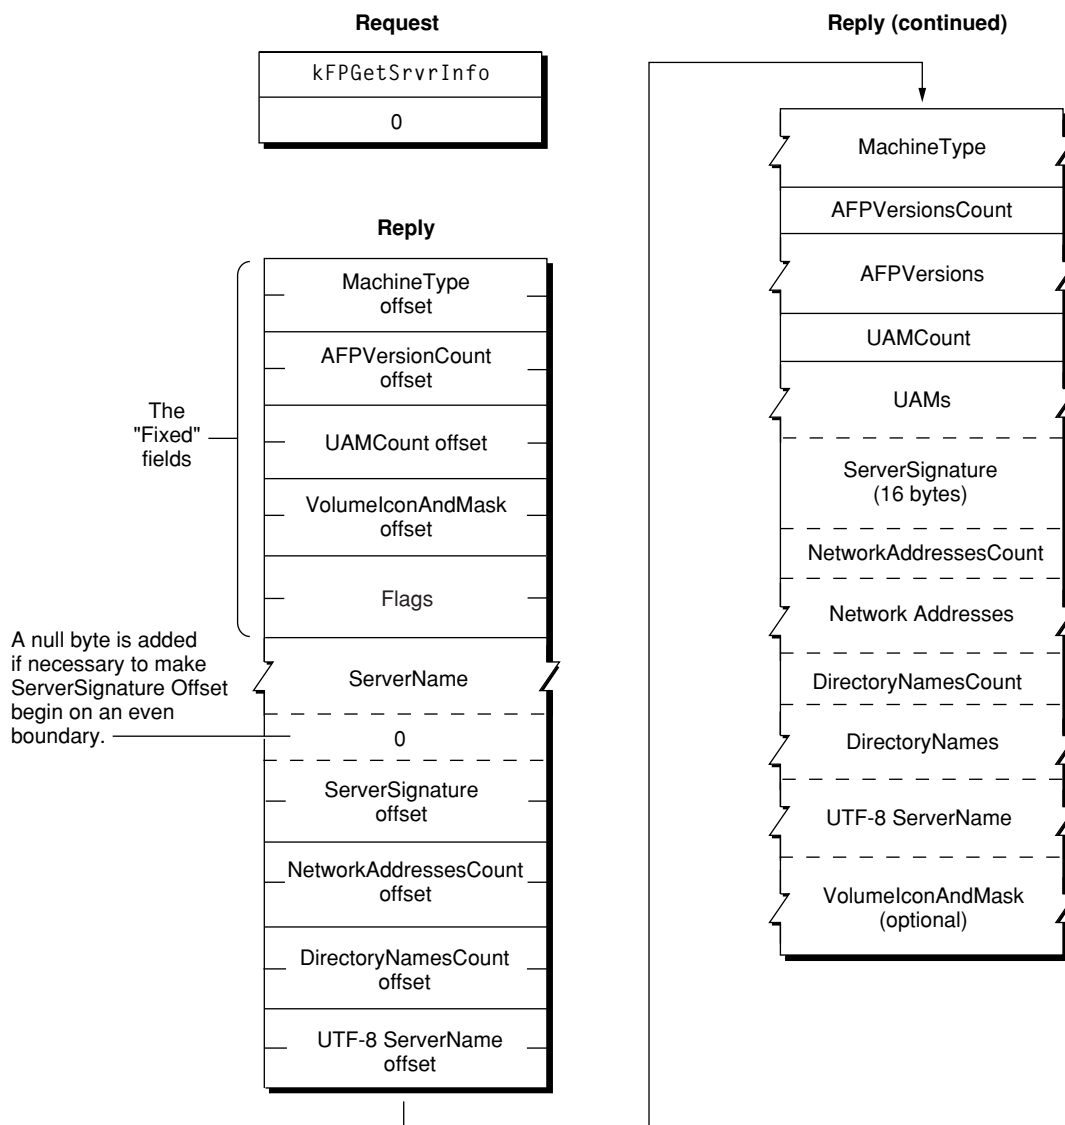 Request
kFPGetSrvrInfo
0
Reply
The
"Fixed"
fields
MachineType
offset
AFPVersionCount
offset
UAMCount offset
VolumeIconAndMask
offset
Flags
A null byte is added
if necessary to make
ServerSignature Offset
begin on an even
boundary.
ServerName
0
ServerSignature
offset
NetworkAddressesCount
offset
DirectoryNamesCount
offset
UTF-8 ServerName
offset
Reply (continued)
MachineType
AFPVersionsCount
AFPVersions
UAMCount
UAMs
ServerSignature
(16 bytes)
NetworkAddressesCount
Network Addresses
DirectoryNamesCount
DirectoryNames
UTF-8 ServerName
VolumeIconAndMask
(optional)